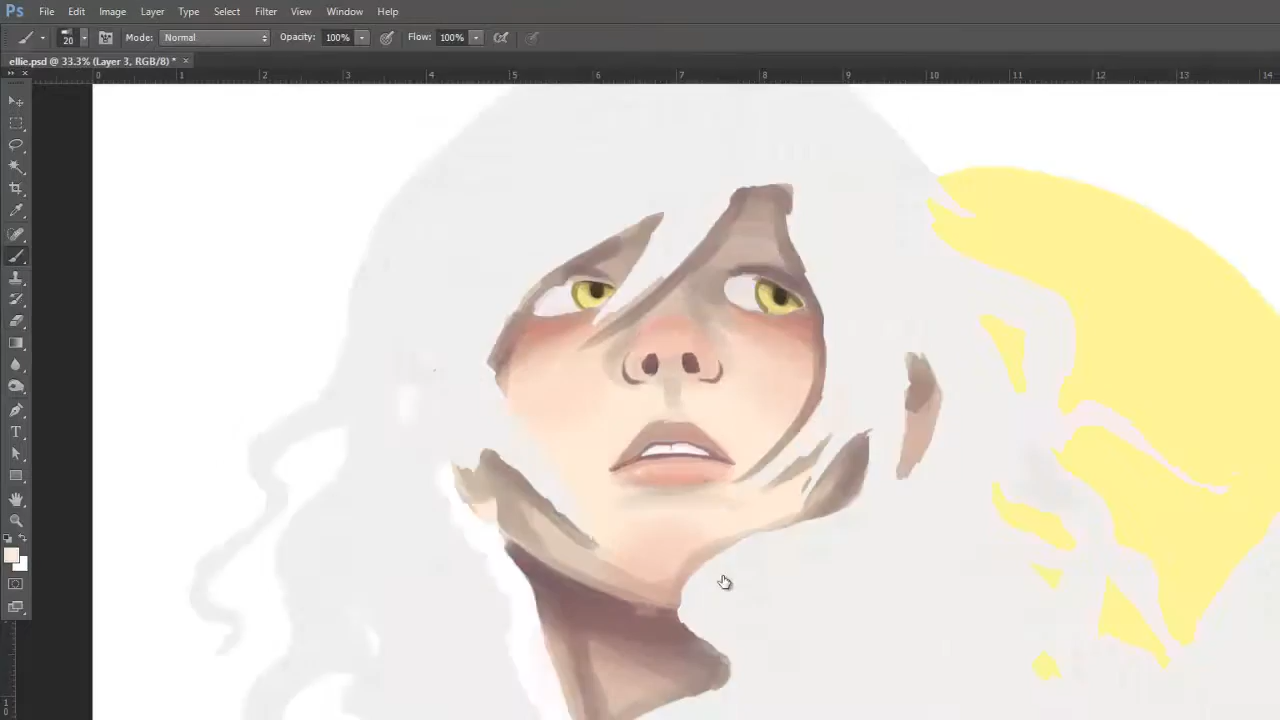 Ps File Edit Image Layer Type Select Filter View Window Help
20 Mode: Normal Opacity: 100% Flow: 100%
ellie.psd @ 33.3% (Layer 3, RGB/8) * ×
0 1 2 3 4 5 6 7 8 9 10 11 12 13 14
T
1
0